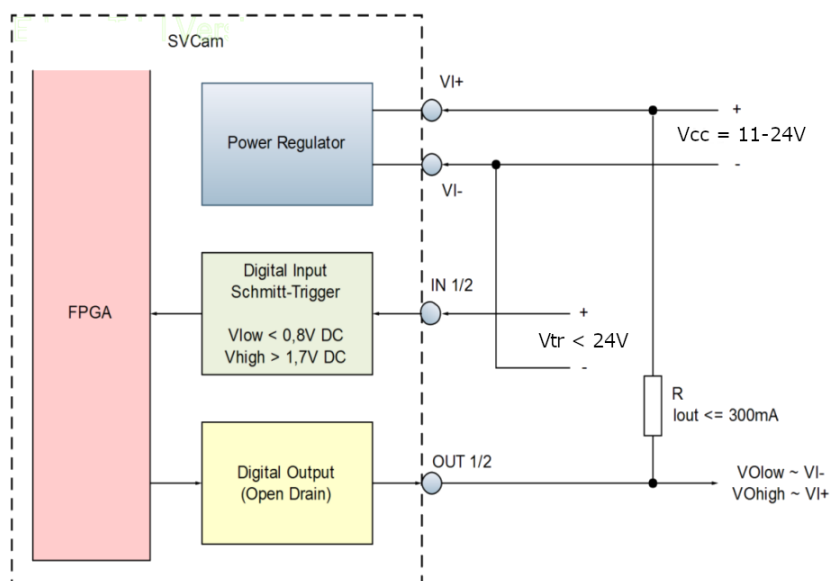 SVCam
VI+
+
Vcc = 11-24V
Power Regulator
-
VI-
Digital Input
Schmitt-Trigger
Vlow < 0,8V DC
Vhigh > 1,7V DC
IN 1/2
+
Vtr < 24V
-
FPGA
R
Iout <= 300mA
Digital Output
(Open Drain)
OUT 1/2
VOlow ~ VI-
VOhigh ~ VI+